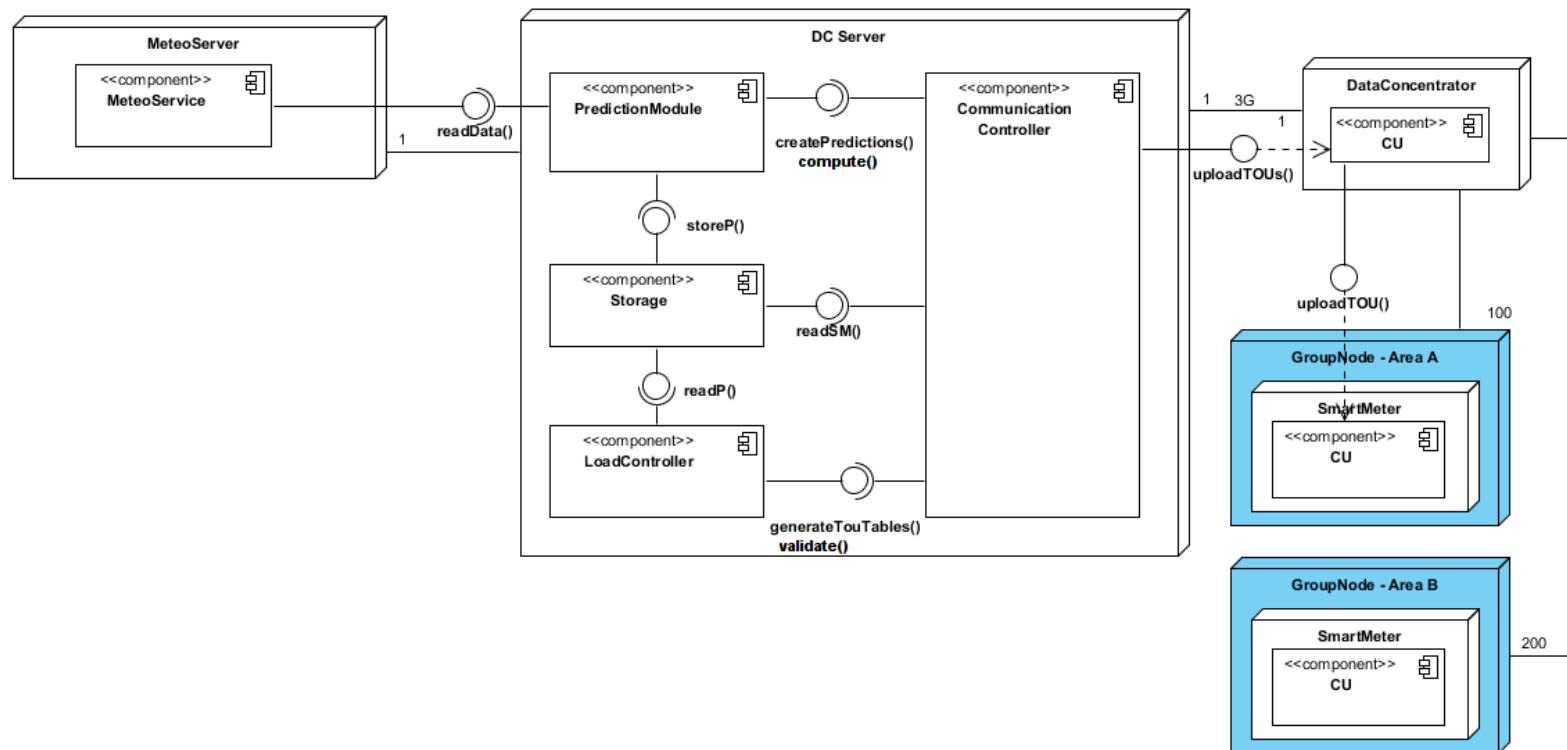 MeteoServer
<<component>>
MeteoService
readData()
1
DC Server
<<component>>
PredictionModule
createPredictions()
compute()
<<component>>
Communication
Controller
storeP()
<<component>>
Storage
readSM()
readP()
<<component>>
LoadController
generateTouTables()
validate()
1
3G
1
uploadTOUs()
DataConcentrator
<<component>>
CU
uploadTOU()
100
GroupNode - Area A
SmartMeter
<<component>>
CU
GroupNode - Area B
SmartMeter
<<component>>
CU
200